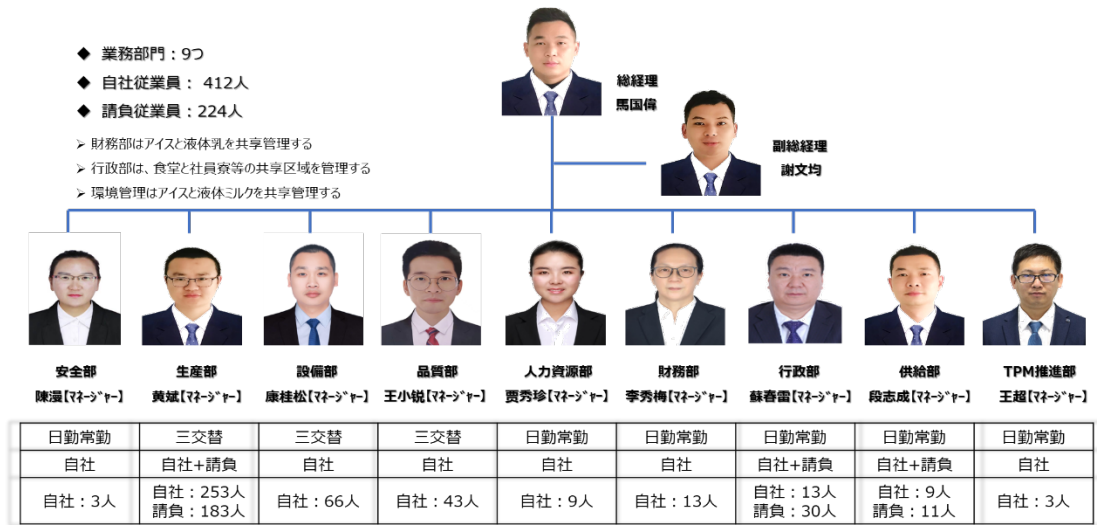 ◆ 業務部門：9つ
◆ 自社従業員： 412人
◆ 請負従業員：224人
➢ 財務部はアイスと液体乳を共享管理する
➢ 行政部は、食堂と社員寮等の共享区域を管理する
➢ 環境管理はアイスと液体ミルクを共享管理する
総経理
馬国偉
副総経理
謝文均
安全部 生産部 設備部 品質部 人力資源部 財務部 行政部 供給部 TPM推進部
陳漫【ﾏﾈｰｼﾞｬｰ】 黄斌【ﾏﾈｰｼﾞｬｰ】 康桂松【ﾏﾈｰｼﾞｬｰ】 王小锐【ﾏﾈｰｼﾞｬｰ】 贾秀珍【ﾏﾈｰｼﾞｬｰ】 李秀梅【ﾏﾈｰｼﾞｬｰ】 蘇春雷【ﾏﾈｰｼﾞｬｰ】 段志成【ﾏﾈｰｼﾞｬｰ】 王超【ﾏﾈｰｼﾞｬｰ】
日勤常勤 三交替 三交替 三交替 日勤常勤 日勤常勤 日勤常勤 日勤常勤 日勤常勤
自社 自社+請負 自社 自社 自社 自社 自社+請負 自社+請負 自社
自社：3人 自社：253人 自社：66人 自社：43人 自社：9人 自社：13人 自社：13人 自社：9人 自社：3人
請負：183人 請負：30人 請負：11人